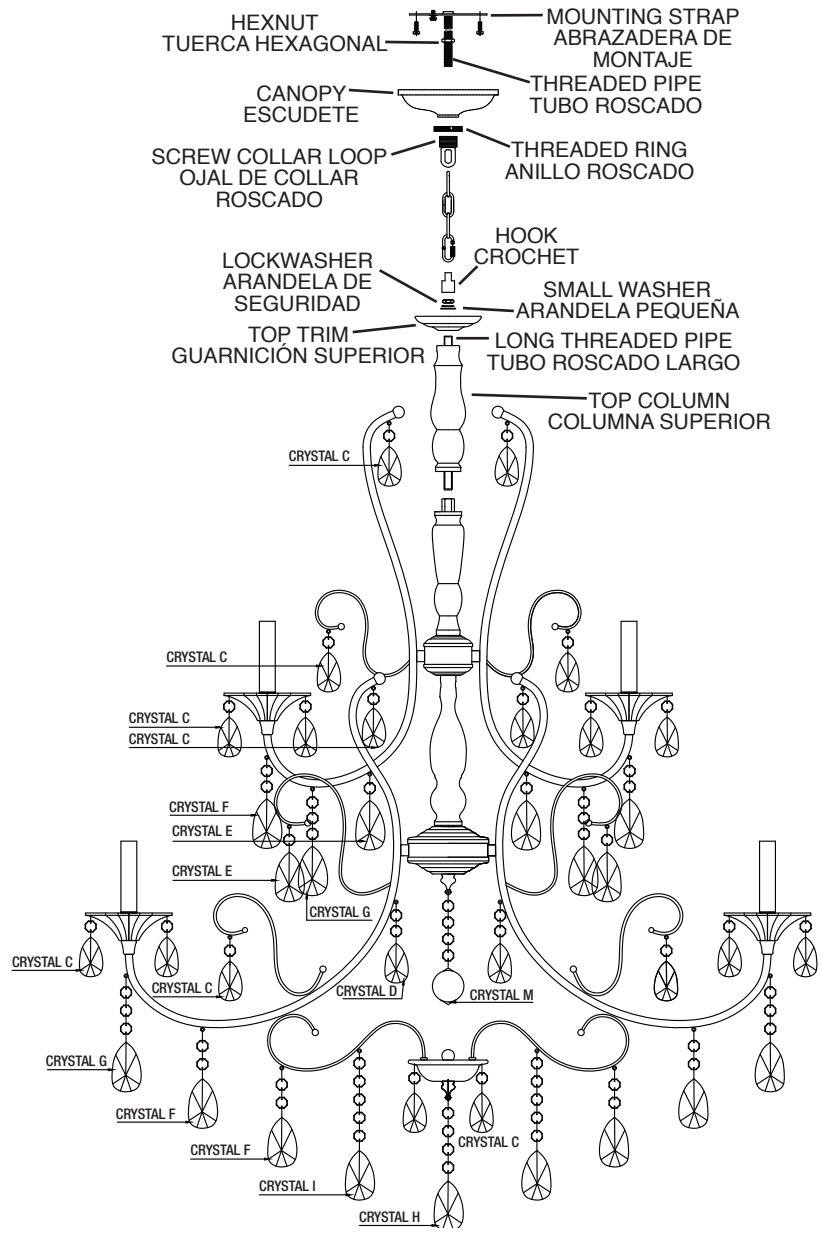 HEXNUT
TUERCA HEXAGONAL
MOUNTING STRAP
ABRAZADERA DE
MONTAJE
THREADED PIPE
TUBO ROSCADO
CANOPY
ESCUDETE
SCREW COLLAR LOOP
OJAL DE COLLAR
ROSCADO
THREADED RING
ANILLO ROSCADO
HOOK
CROCHET
LOCKWASHER
ARANDELA DE
SEGURIDAD
SMALL WASHER
ARANDELA PEQUEÑA
TOP TRIM
GUARNICIÓN SUPERIOR
LONG THREADED PIPE
TUBO ROSCADO LARGO
TOP COLUMN
COLUMNA SUPERIOR
CRYSTAL C
CRYSTAL C
CRYSTAL C
CRYSTAL C
CRYSTAL F
CRYSTAL E
CRYSTAL E
CRYSTAL G
CRYSTAL C
CRYSTAL C
CRYSTAL D
CRYSTAL M
CRYSTAL G
CRYSTAL F
CRYSTAL C
CRYSTAL F
CRYSTAL I
CRYSTAL H